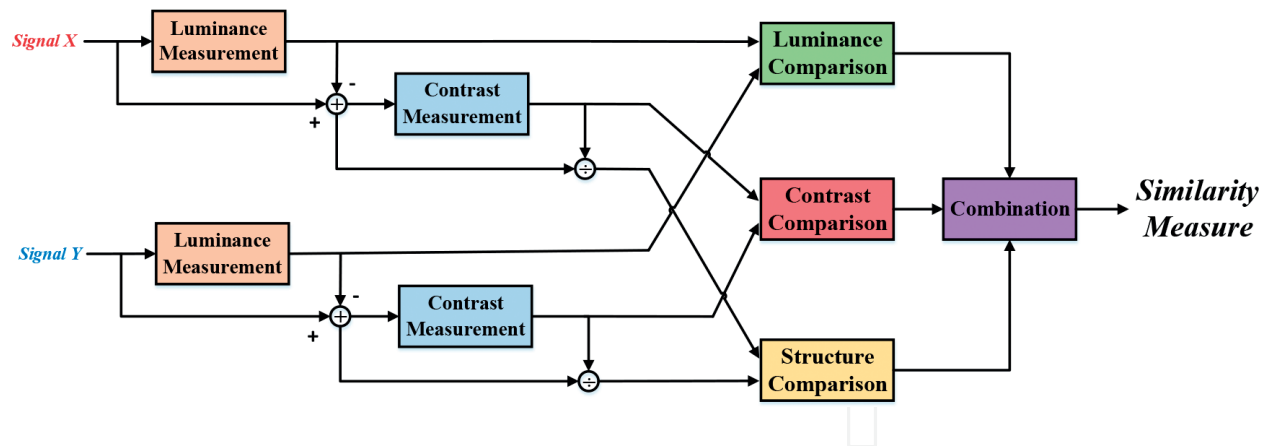 Signal X
Luminance
Measurement
-
+
+
Contrast
Measurement
÷
Signal Y
Luminance
Measurement
-
+
+
Contrast
Measurement
÷
Luminance
Comparison
Contrast
Comparison
Structure
Comparison
Combination
Similarity
Measure